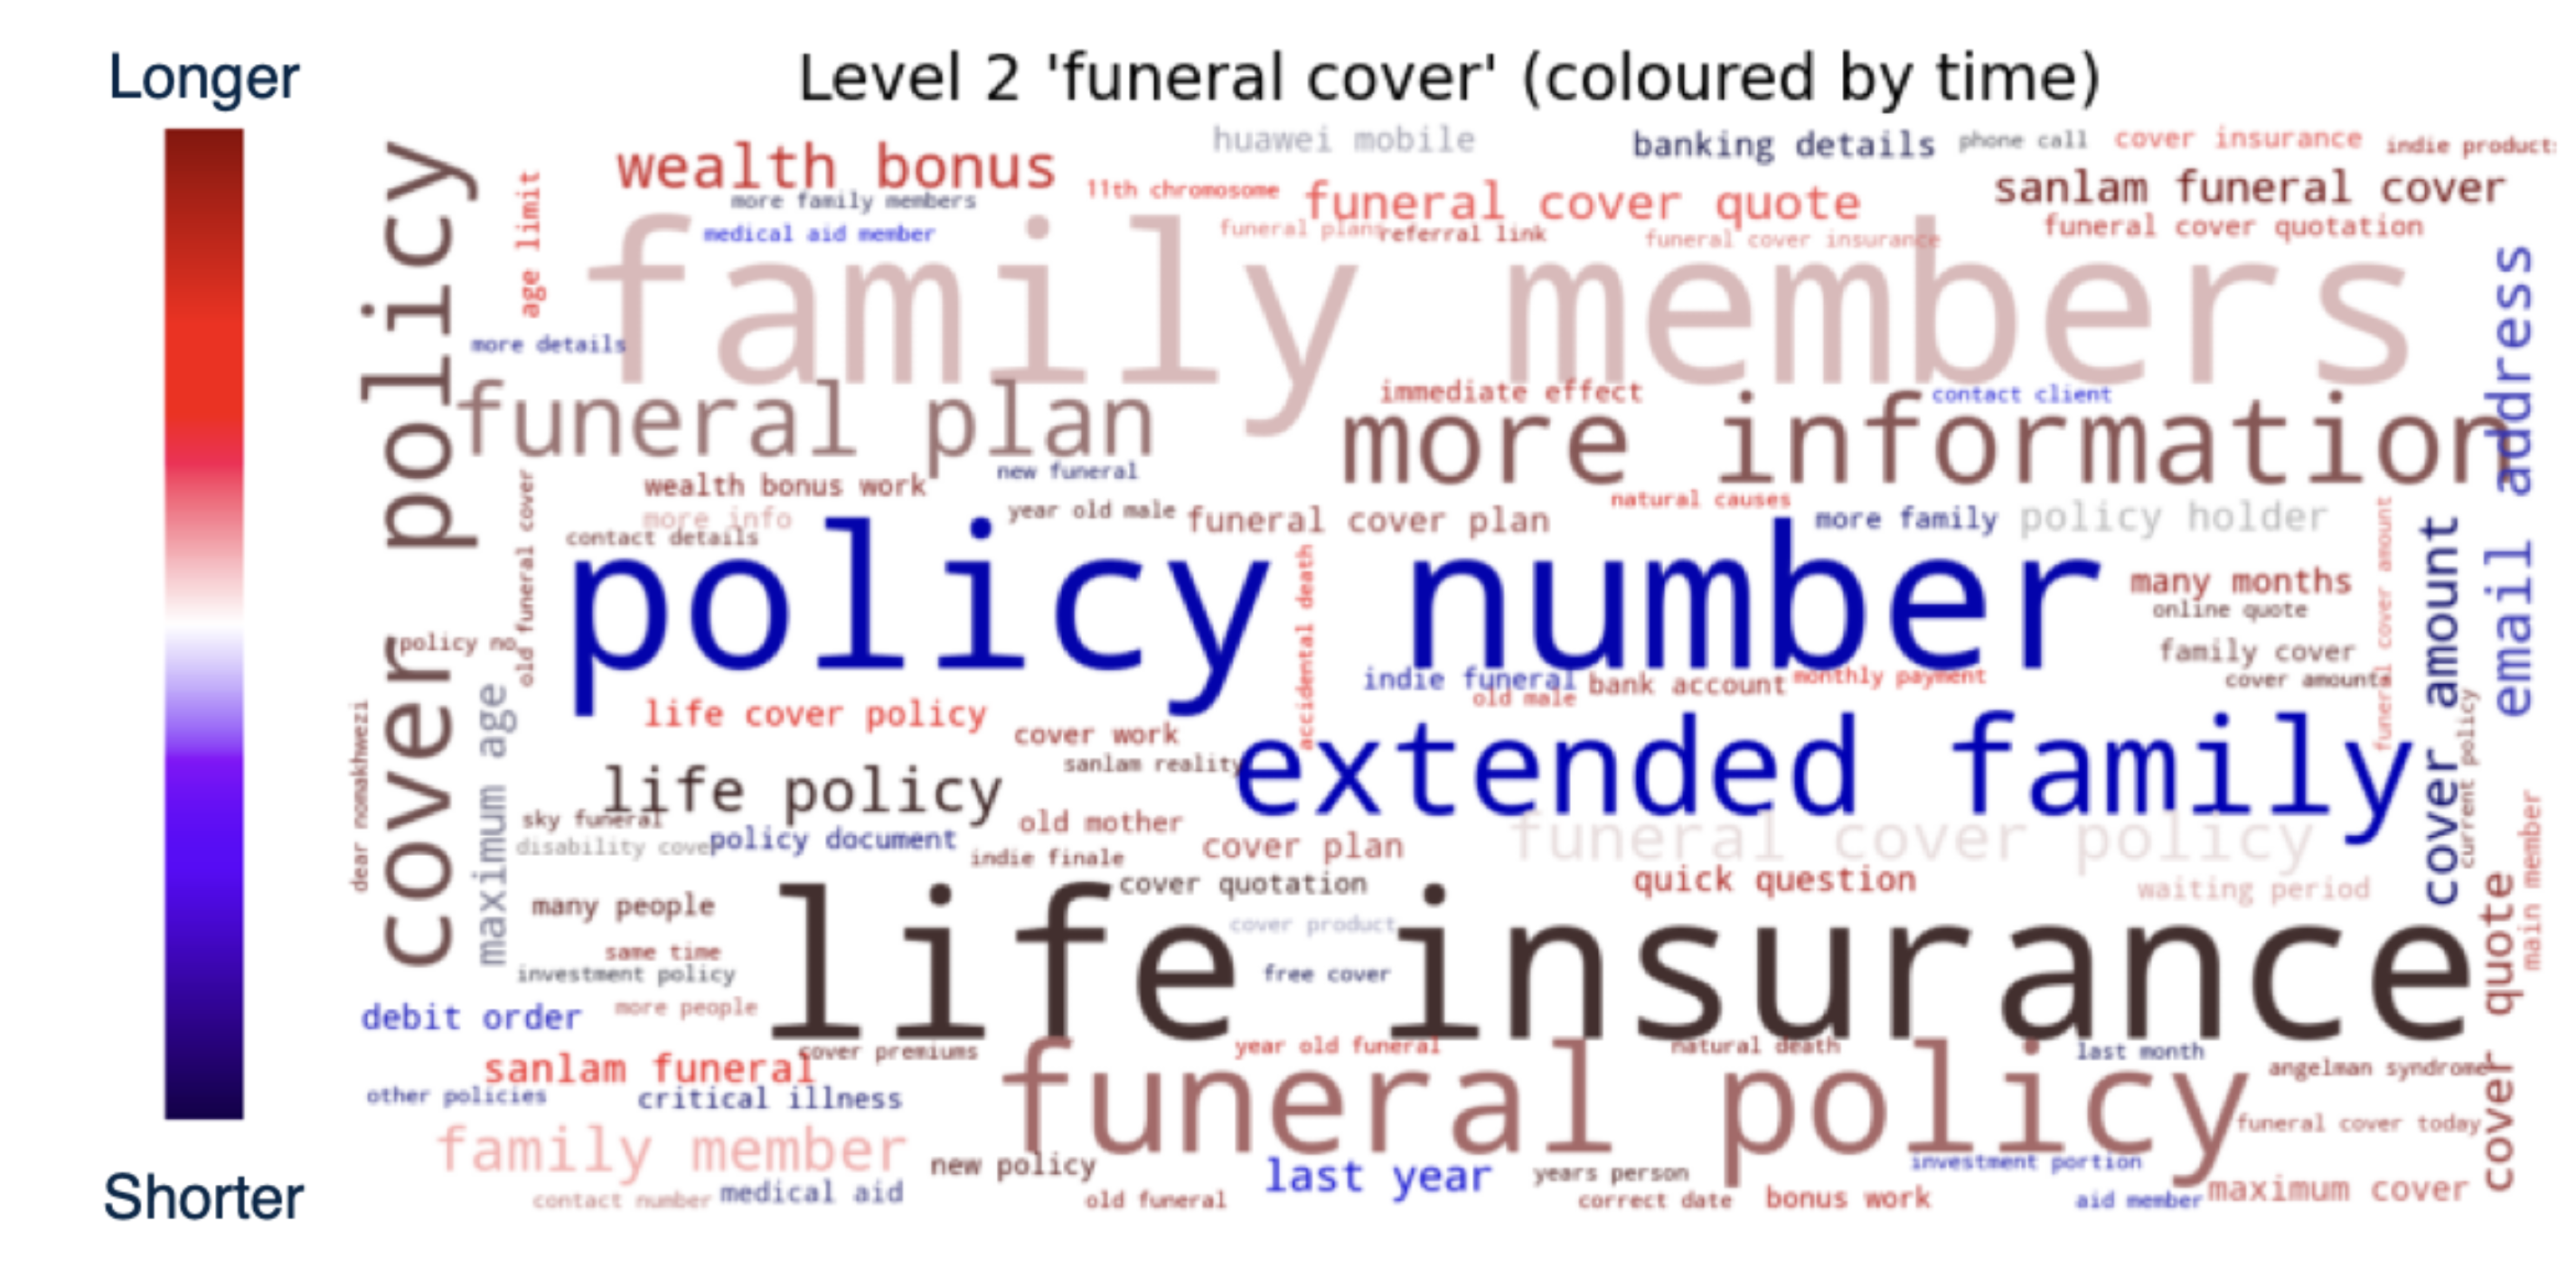 Longer
Level 2 'funeral cover' (coloured by time)
huawei mobile
banking details
phone call
cover insurance
indie product
wealth bonus
11th chromosome
funeral cover quote
sanlam funeral cover
more family members
age limit
medical aid member
funeral plans
referral link
funeral cover insurance
funeral cover quotation
family members
cover policy
email address
more details
funeral plan
immediate effect
contact client
more information
new funeral
wealth bonus work
natural causes
old funeral cover
more info
year old male
funeral cover plan
more family
policy holder
contact details
policy number
funeral cover amount
cover amount
many months
online quote
accidental death
policy no
family cover
indie funeral
bank account
monthly payment
cover amounts
old male
life cover policy
maximum age
dear nomakhwezi
cover work
extended family
current policy
sanlam reality
life policy
sky funeral
old mother
funeral cover policy
policy document
disability cove
cover plan
indie finale
main member
cover quotation
quick question
waiting period
many people
life insurance
cover product
cover quote
same time
investment policy
free cover
debit order
more people
year old funeral
natural death
cover premiums
last month
sanlam funeral
angelman syndrome
funeral policy
other policies
critical illness
funeral cover today
family member
new policy
last year
years person
investment portion
contact number
medical aid
old funeral
correct date
bonus work
aid member
maximum cover
Shorter